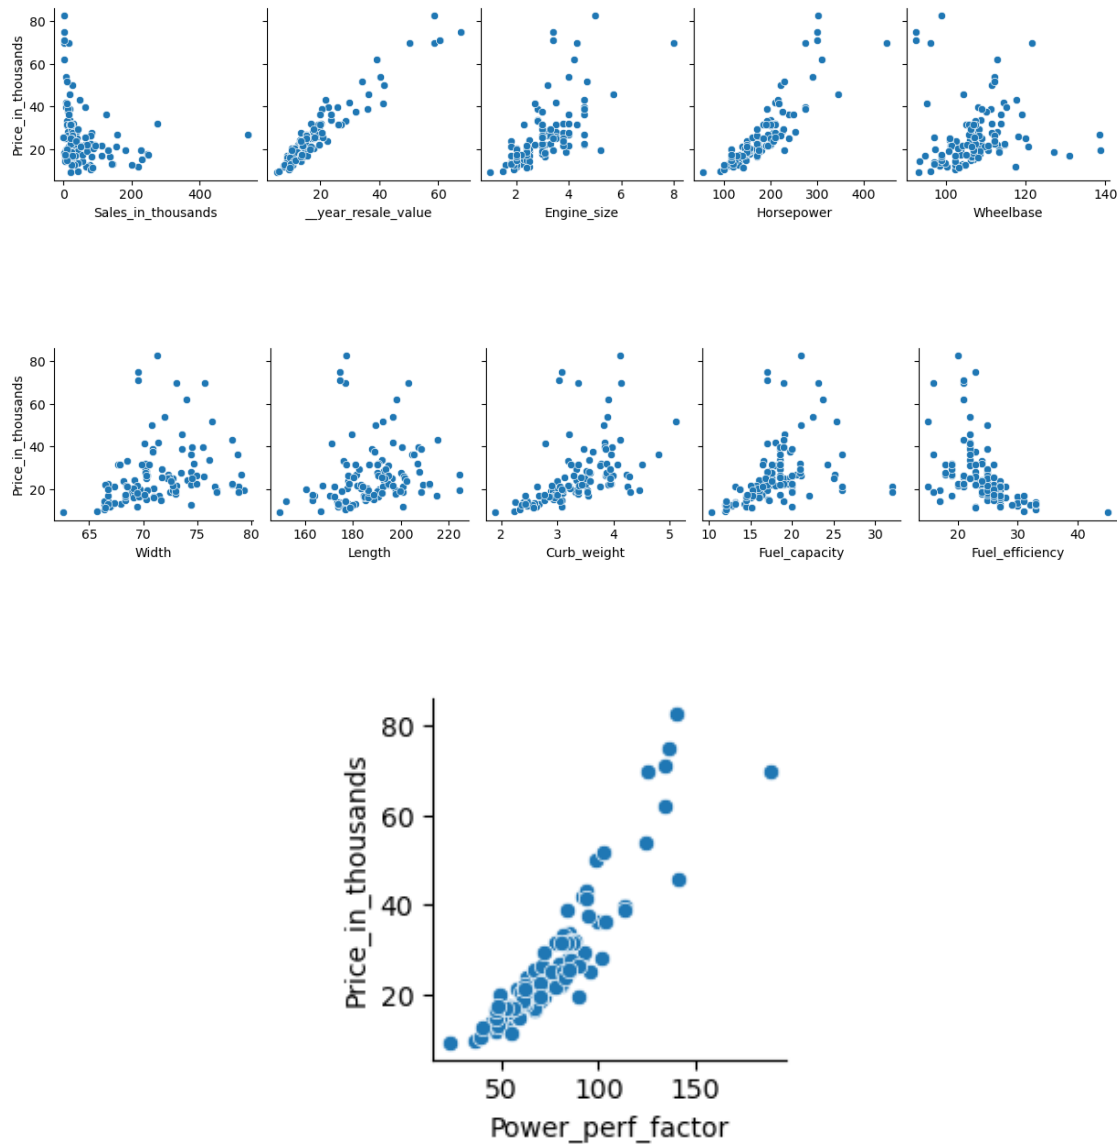 80
60
40
20
Price_in_thousands
0 200 400
20 40 60
2 4 6 8
100 200 300 400
100 110 120 130 140
Sales_in_thousands
__year_resale_value
Engine_size
Horsepower
Wheelbase
80
60
40
20
Price_in_thousands
65 70 75 80
160 180 200 220
2 3 4 5
10 15 20 25 30
20 30 40
Width
Length
Curb_weight
Fuel_capacity
Fuel_efficiency
80
60
40
20
Price_in_thousands
50 100 150
Power_perf_factor